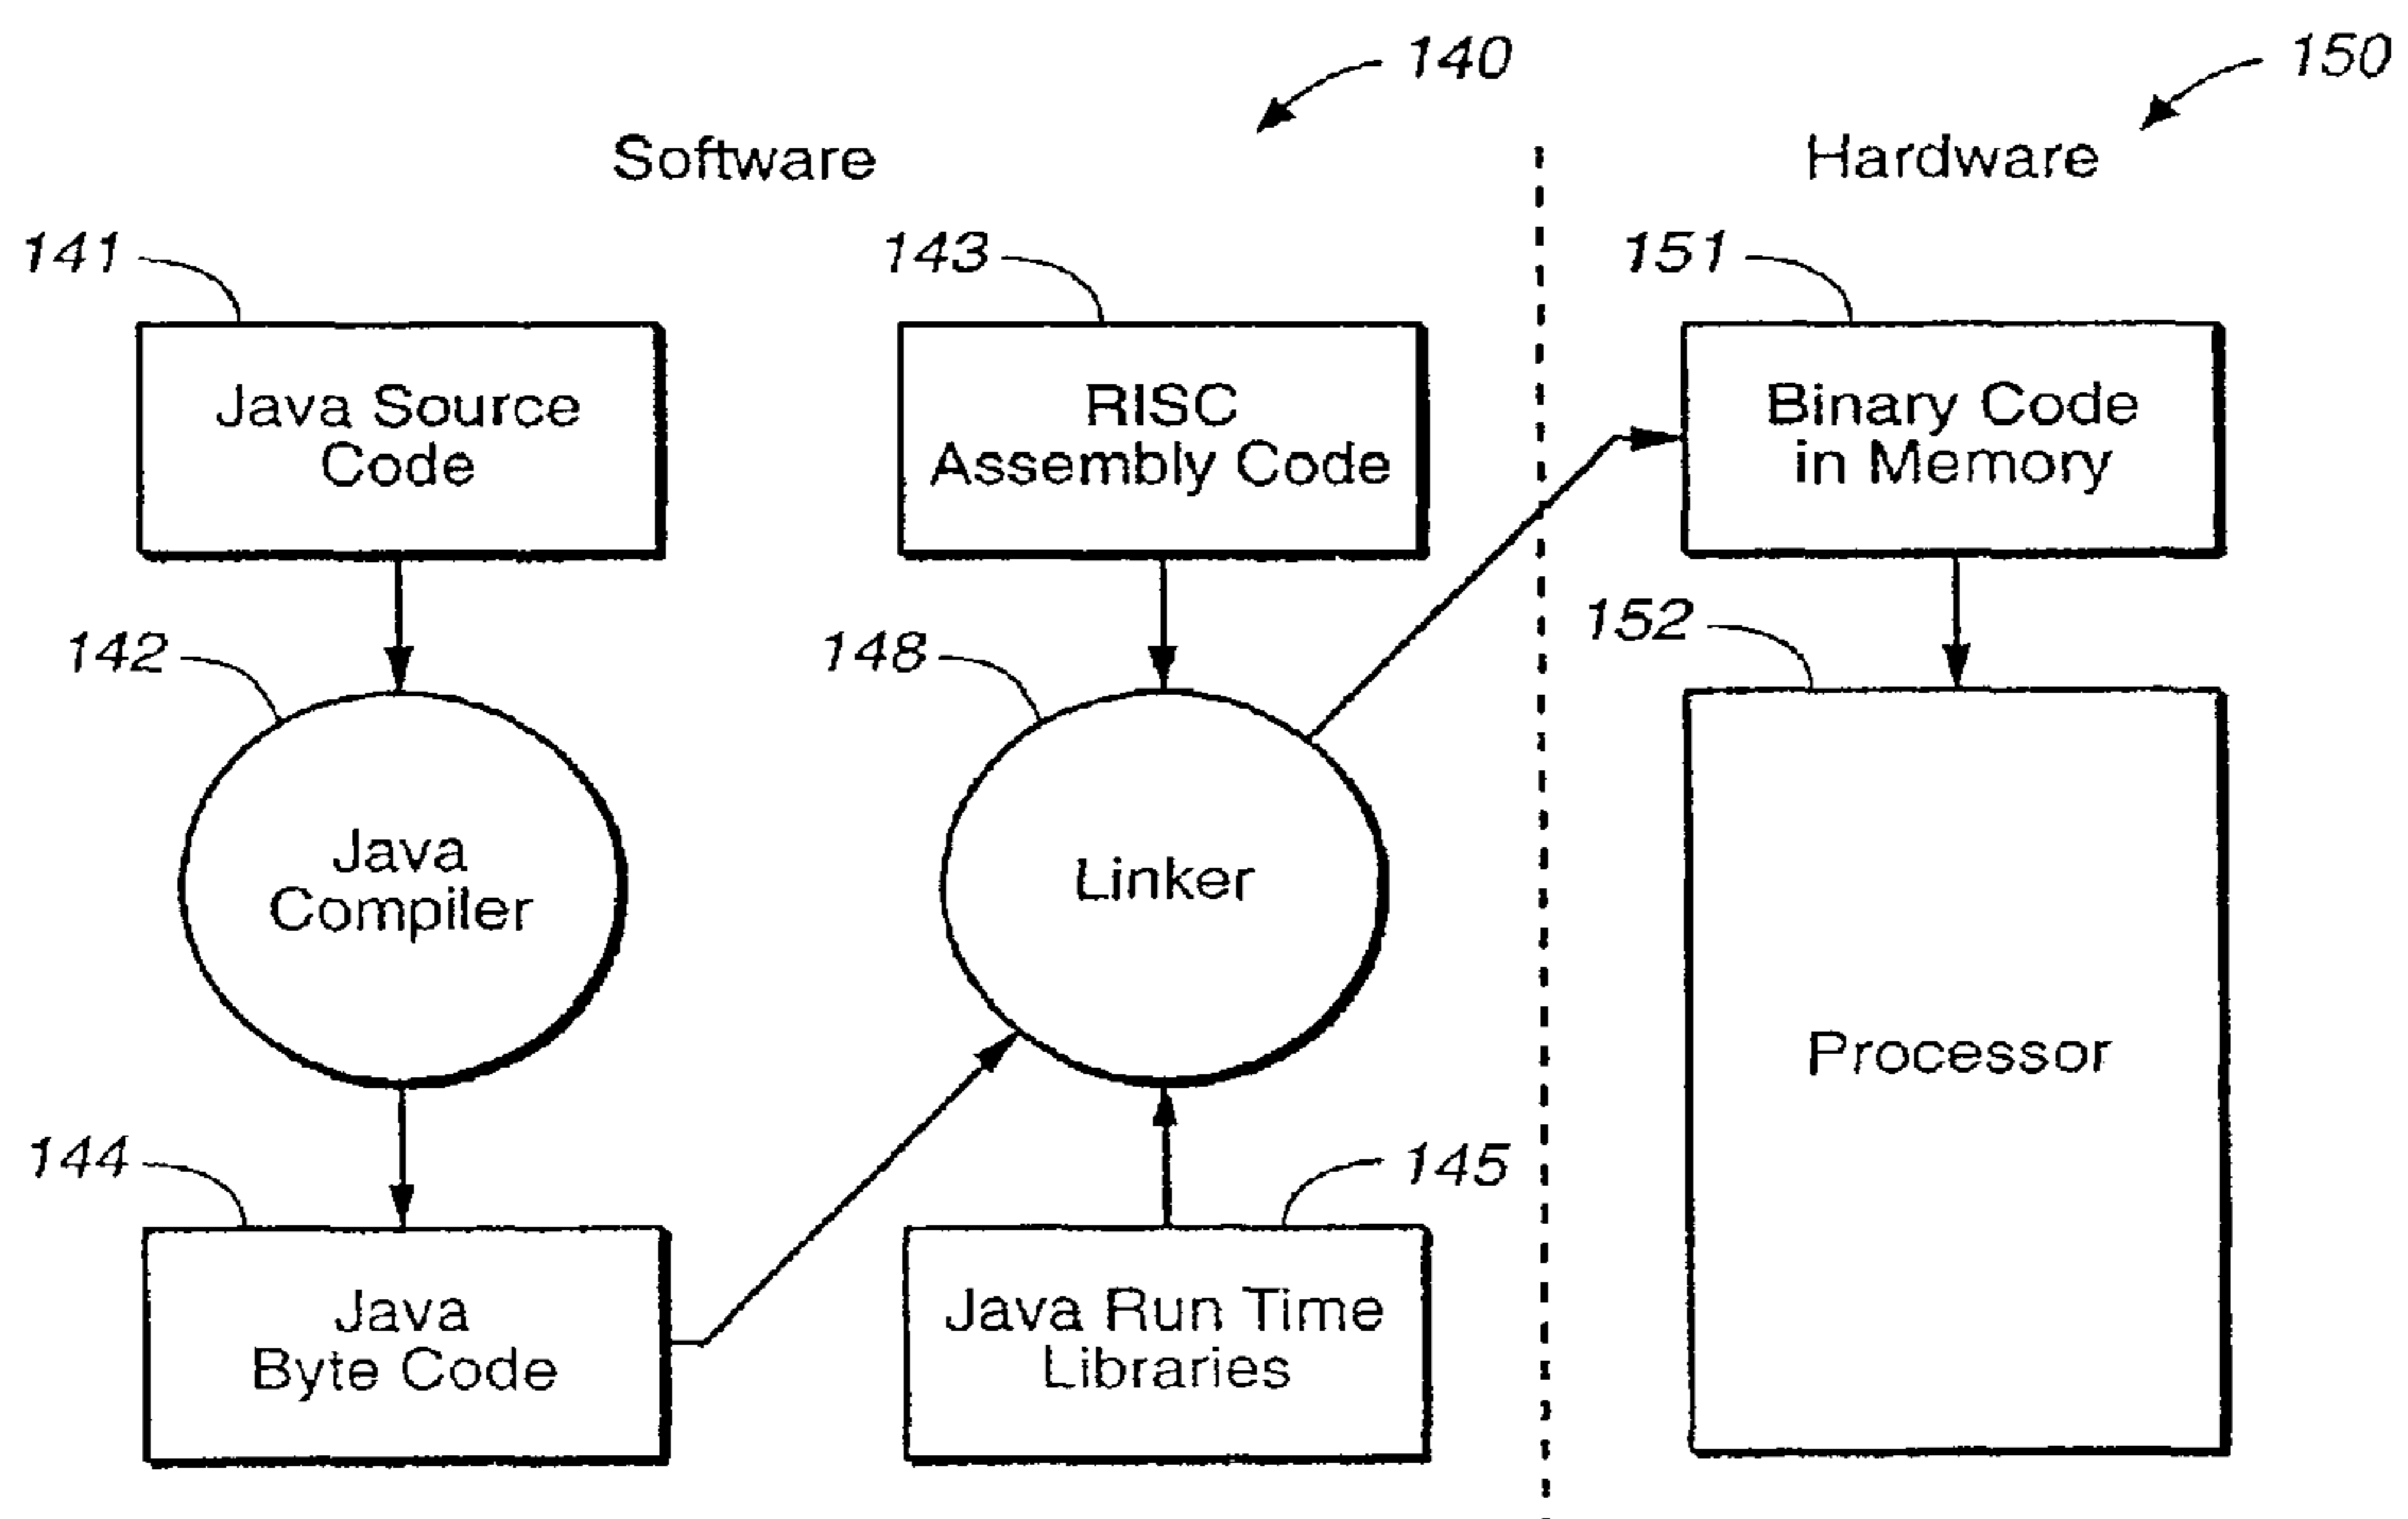 140
150
Software
Hardware
141
143
151
Java Source
Code
RISC
Assembly Code
Binary Code
in Memory
142
148
152
Java
Compiler
Linker
Processor
144
145
Java
Byte Code
Java Run Time
Libraries